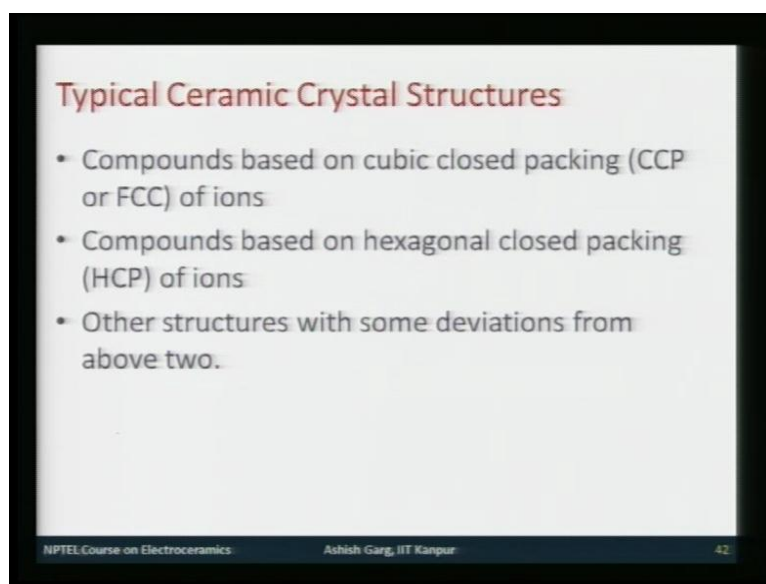 Typical Ceramic Crystal Structures
• Compounds based on cubic closed packing (CCP
or FCC) of ions
• Compounds based on hexagonal closed packing
(HCP) of ions
• Other structures with some deviations from
above two.
NPTEL Course on Electroceramics Ashish Garg, IIT Kanpur 42